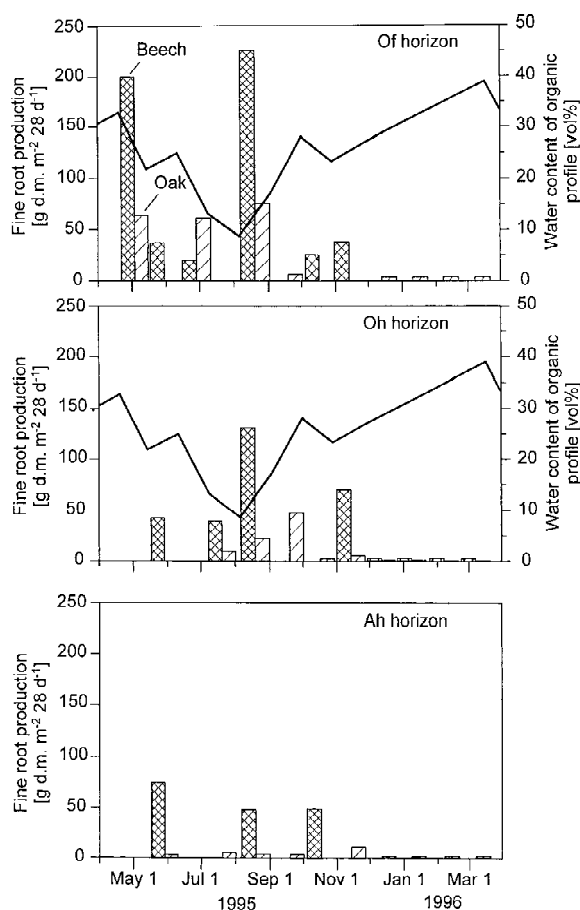 Of horizon
Beech
Oak
Fine root production
[g d.m. m⁻² 28 d⁻¹]
250
200
150
100
50
0
Water content of organic
profile [vol%]
50
40
30
20
10
0
Oh horizon
Fine root production
[g d.m. m⁻² 28 d⁻¹]
250
200
150
100
50
0
Water content of organic
profile [vol%]
50
40
30
20
10
0
Ah horizon
Fine root production
[g d.m. m⁻² 28 d⁻¹]
250
200
150
100
50
0
May 1 Jul 1 Sep 1 Nov 1 Jan 1 Mar 1
1995 1996